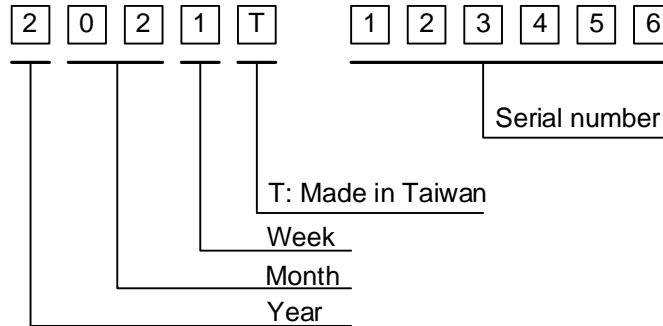 2 0 2 1 T 1 2 3 4 5 6
Serial number
T: Made in Taiwan
Week
Month
Year